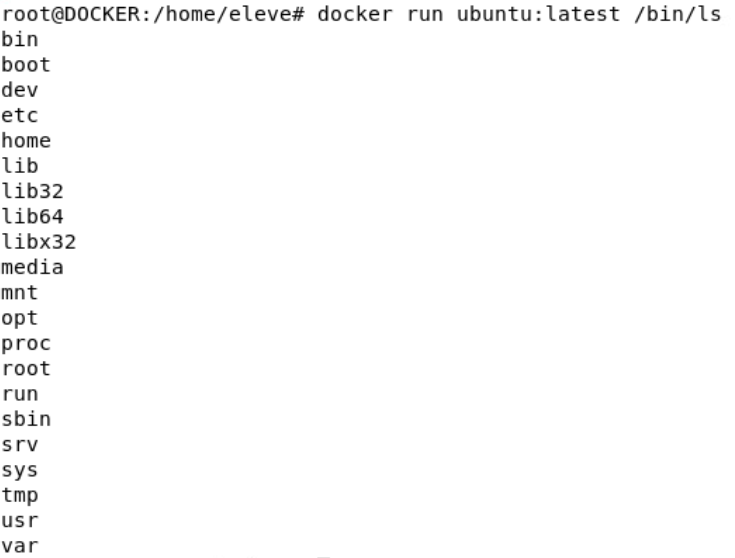 root@DOCKER:/home/eleve# docker run ubuntu:latest /bin/ls
bin
boot
dev
etc
home
lib
lib32
lib64
libx32
media
mnt
opt
proc
root
run
sbin
srv
sys
tmp
usr
var